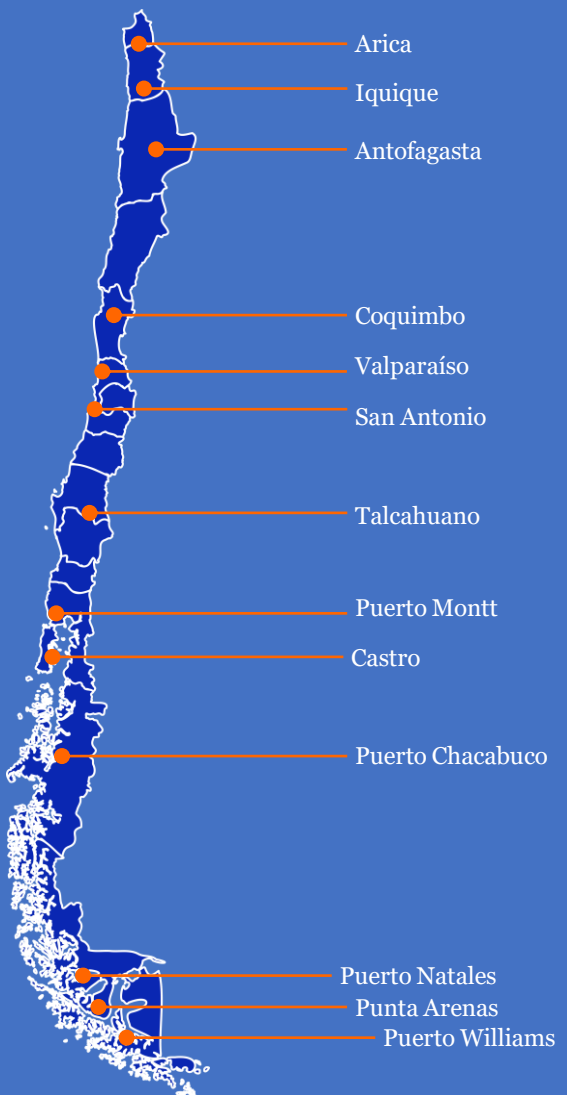 Arica
Iquique
Antofagasta
Coquimbo
Valparaíso
San Antonio
Talcahuano
Puerto Montt
Castro
Puerto Chacabuco
Puerto Natales
Punta Arenas
Puerto Williams